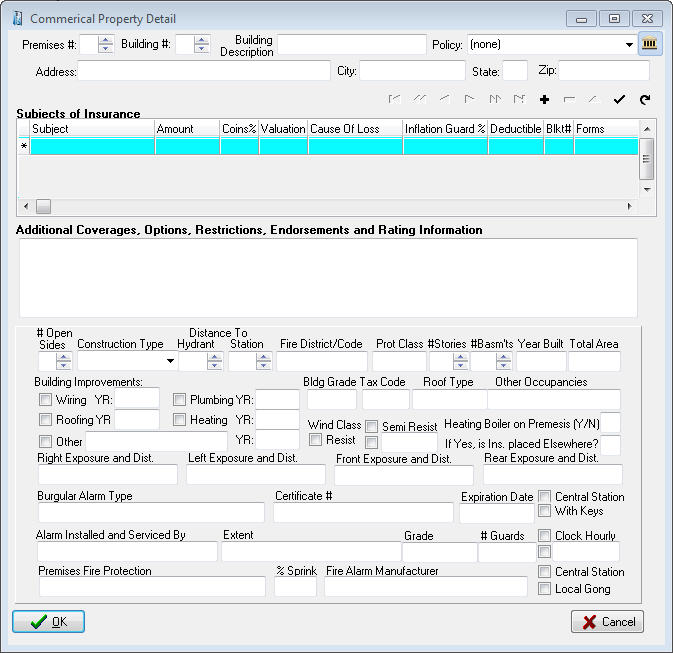 Commerical Property Detail
Premises #: Building #: Building Description Policy: (none)
Address: City: State: Zip:
Subjects of Insurance
Subject Amount Coins% Valuation Cause Of Loss Inflation Guard % Deductible Blkt# Forms
*
Additional Coverages, Options, Restrictions, Endorsements and Rating Information
# Open Sides Construction Type Distance To Hydrant Station Fire District/Code Prot Class #Stories #Basm'ts Year Built Total Area
Building Improvements: Bldg Grade Tax Code Roof Type Other Occupancies
Wiring YR: Plumbing YR:
Roofing YR Heating YR: Wind Class Semi Resist Heating Boiler on Premesis (Y/N)
Other YR: Resist If Yes, is Ins. placed Elsewhere?
Right Exposure and Dist. Left Exposure and Dist. Front Exposure and Dist. Rear Exposure and Dist.
Burgular Alarm Type Certificate # Expiration Date Central Station
With Keys
Alarm Installed and Serviced By Extent Grade # Guards Clock Hourly
Premises Fire Protection % Sprink Fire Alarm Manufacturer Central Station
Local Gong
OK Cancel